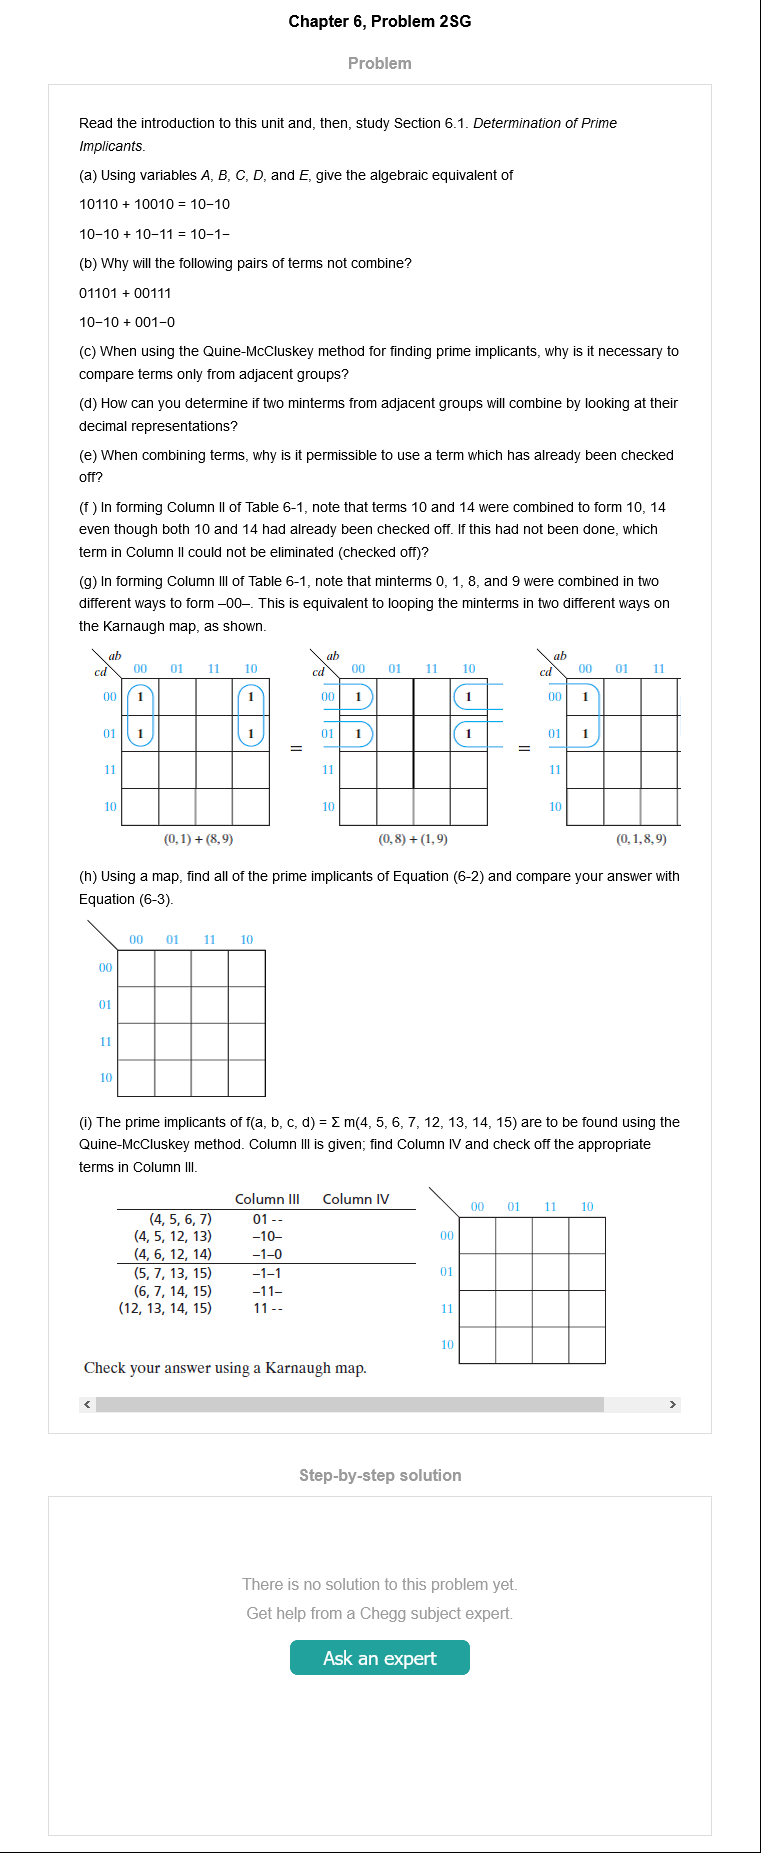 Chapter 6, Problem 2SG
Problem
Read the introduction to this unit and, then, study Section 6.1. Determination of Prime
Implicants.
(a) Using variables A, B, C, D, and E, give the algebraic equivalent of
10110 + 10010 = 10−10
10−10 + 10−11 = 10−1−
(b) Why will the following pairs of terms not combine?
01101 + 00111
10−10 + 001−0
(c) When using the Quine-McCluskey method for finding prime implicants, why is it necessary to
compare terms only from adjacent groups?
(d) How can you determine if two minterms from adjacent groups will combine by looking at their
decimal representations?
(e) When combining terms, why is it permissible to use a term which has already been checked
off?
(f ) In forming Column II of Table 6-1, note that terms 10 and 14 were combined to form 10, 14
even though both 10 and 14 had already been checked off. If this had not been done, which
term in Column II could not be eliminated (checked off)?
(g) In forming Column III of Table 6-1, note that minterms 0, 1, 8, and 9 were combined in two
different ways to form –00–. This is equivalent to looping the minterms in two different ways on
the Karnaugh map, as shown.
ab ab ab
cd 00 01 11 10 cd 00 01 11 10 cd 00 01 11
00 1 1 00 1 1 00 1
01 1 1 = 01 1 1 = 01 1
11 11 11
10 10 10
(0, 1) + (8, 9) (0, 8) + (1, 9) (0, 1, 8, 9)
(h) Using a map, find all of the prime implicants of Equation (6-2) and compare your answer with
Equation (6-3).
00 01 11 10
00
01
11
10
(i) The prime implicants of f(a, b, c, d) = Σ m(4, 5, 6, 7, 12, 13, 14, 15) are to be found using the
Quine-McCluskey method. Column III is given; find Column IV and check off the appropriate
terms in Column III.
Column III Column IV
(4, 5, 6, 7) 01 - -
(4, 5, 12, 13) –10–
(4, 6, 12, 14) –1–0
(5, 7, 13, 15) –1–1
(6, 7, 14, 15) –11–
(12, 13, 14, 15) 11 - -
00 01 11 10
00
01
11
10
Check your answer using a Karnaugh map.
Step-by-step solution
There is no solution to this problem yet.
Get help from a Chegg subject expert.
Ask an expert